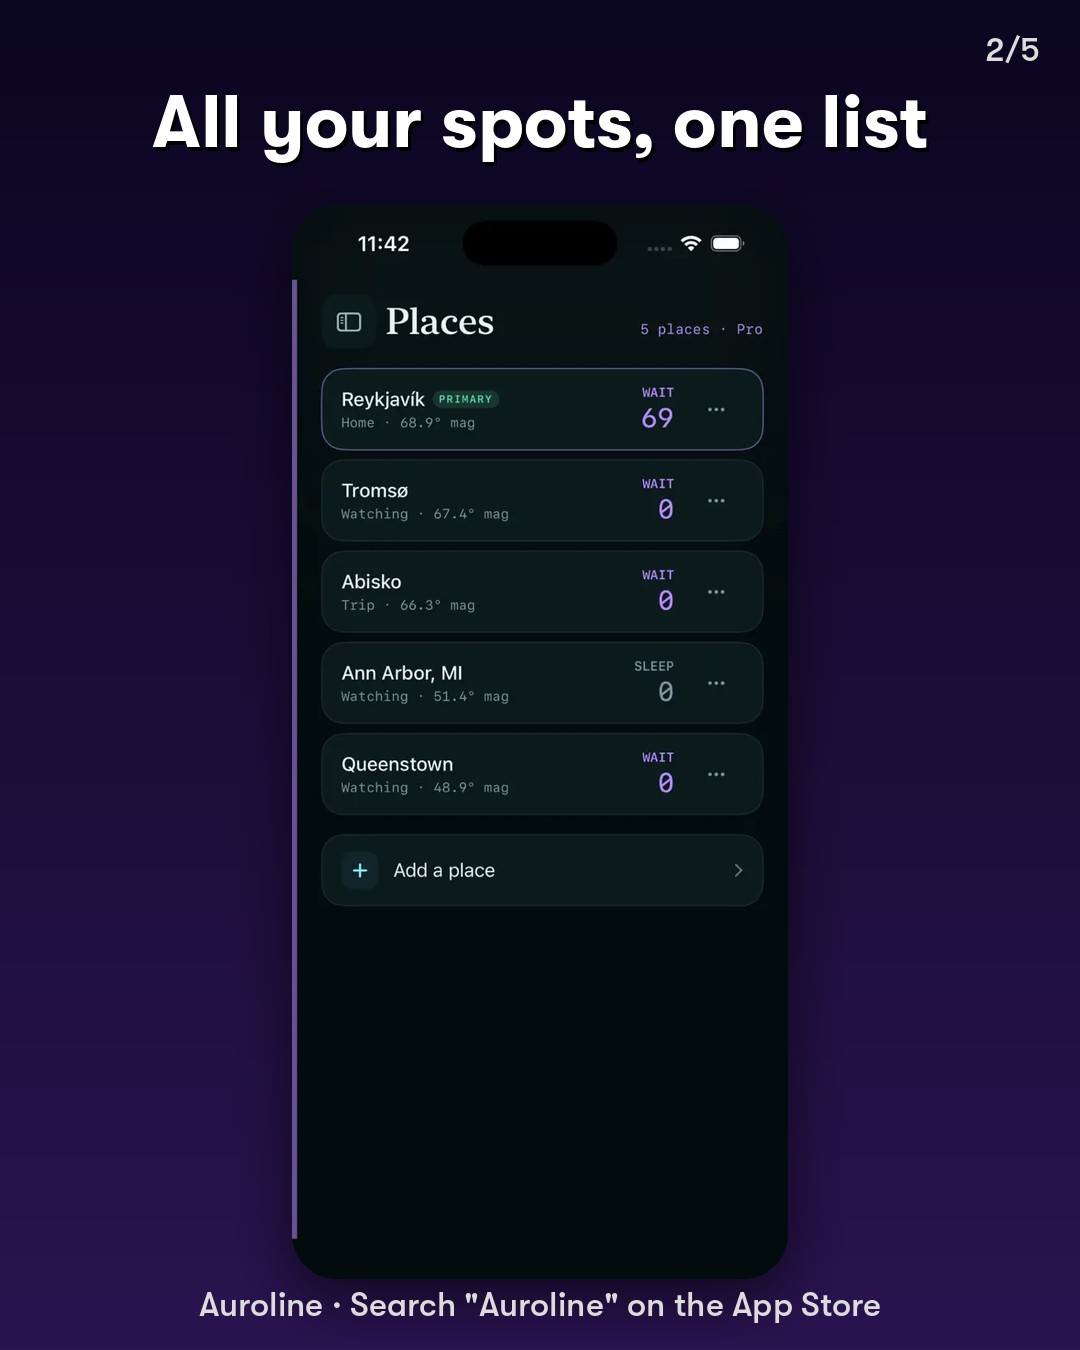 2/5
All your spots, one list
11:42
Places
5 places · Pro
Reykjavík PRIMARY
Home · 68.9° mag
WAIT
69
Tromsø
Watching · 67.4° mag
WAIT
0
Abisko
Trip · 66.3° mag
WAIT
0
Ann Arbor, MI
Watching · 51.4° mag
SLEEP
0
Queenstown
Watching · 48.9° mag
WAIT
0
Add a place
Auroline · Search "Auroline" on the App Store